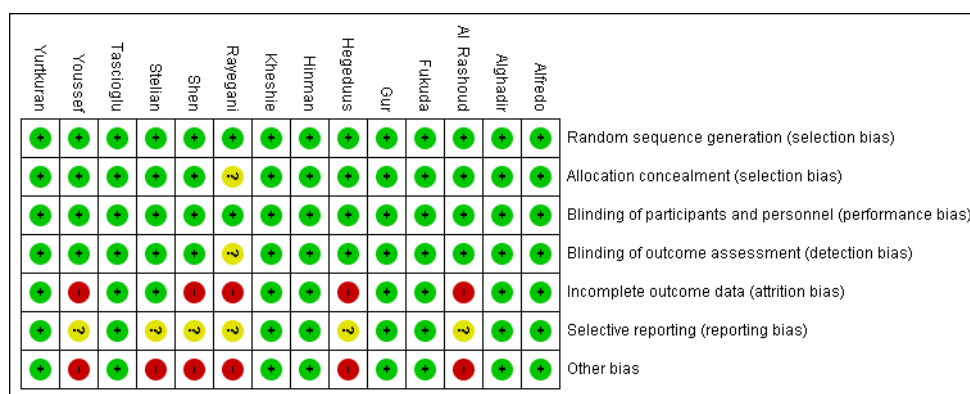 Yurtkuran
Youssef
Tascioglu
Stelian
Shen
Rayegani
Kheshie
Hinman
Hegeduus
Gur
Fukuda
Al Rashoud
Alghadir
Alfredo
+ + + + + + + + + + + + + + Random sequence generation (selection bias)
+ + + + + ? + + + + + + + + Allocation concealment (selection bias)
+ + + + + + + + + + + + + + Blinding of participants and personnel (performance bias)
+ + + + + ? + + + + + + + + Blinding of outcome assessment (detection bias)
+ - + + - - + + - + + - + + Incomplete outcome data (attrition bias)
+ ? + ? ? ? + + ? + + ? + + Selective reporting (reporting bias)
+ - + - - - + + - + + - + + Other bias